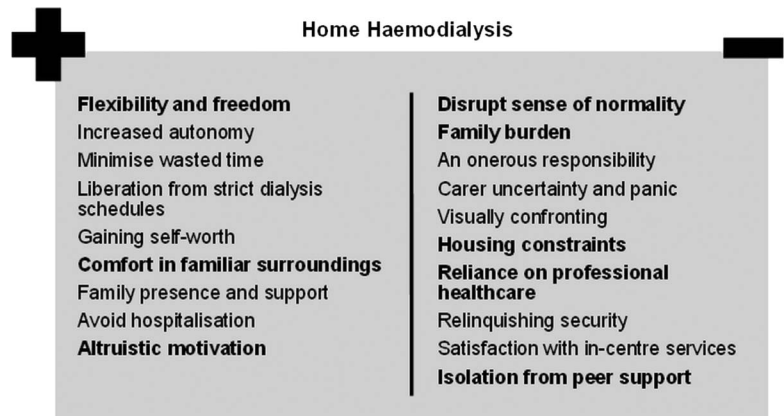 Home Haemodialysis
Flexibility and freedom
Increased autonomy
Minimise wasted time
Liberation from strict dialysis
schedules
Gaining self-worth
Comfort in familiar surroundings
Family presence and support
Avoid hospitalisation
Altruistic motivation
Disrupt sense of normality
Family burden
An onerous responsibility
Carer uncertainty and panic
Visually confronting
Housing constraints
Reliance on professional
healthcare
Relinquishing security
Satisfaction with in-centre services
Isolation from peer support